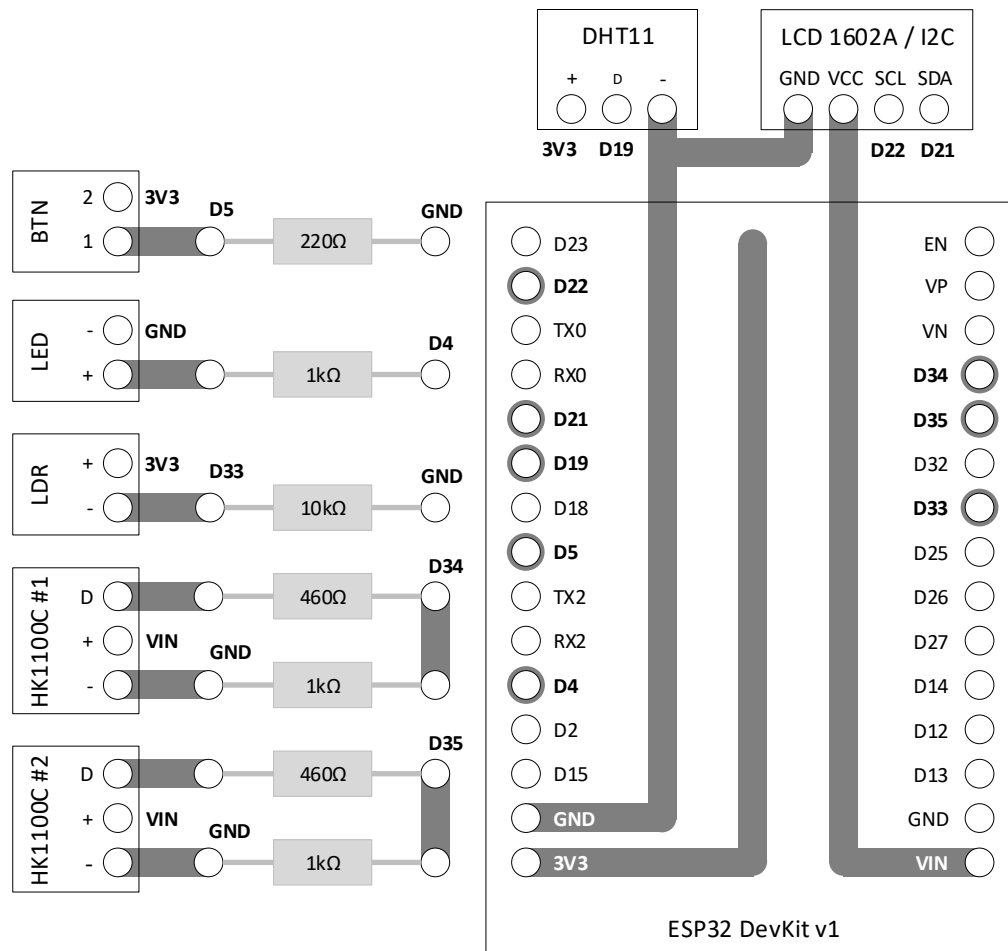 DHT11
+ D -
3V3 D19
LCD 1602A / I2C
GND VCC SCL SDA
D22 D21
BTN
2 3V3
1
D5
220Ω
GND
LED
- GND
+
1kΩ
D4
LDR
+ 3V3
-
D33
10kΩ
GND
HK1100C #1
D
460Ω
D34
+ VIN
-
GND
1kΩ
HK1100C #2
D
460Ω
D35
+ VIN
-
GND
1kΩ
D23 EN
D22 VP
TX0 VN
RX0 D34
D21 D35
D19 D32
D18 D33
D5 D25
TX2 D26
RX2 D27
D4 D14
D2 D12
D15 D13
GND GND
3V3 VIN
ESP32 DevKit v1